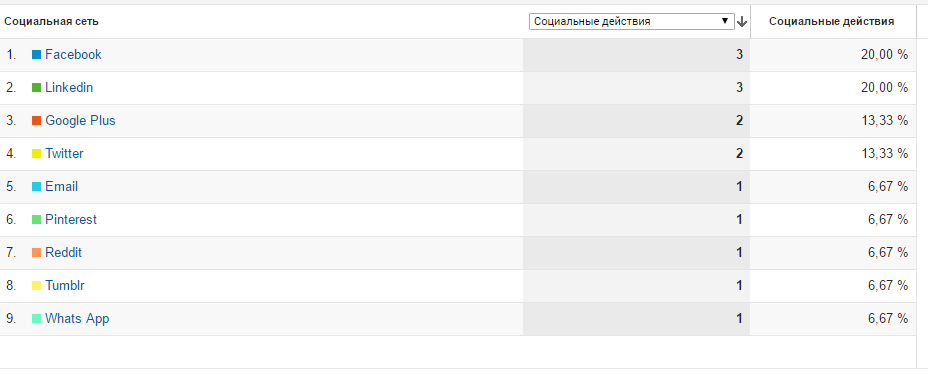 Социальная сеть Социальные действия Социальные действия
1. Facebook 3 20,00 %
2. Linkedin 3 20,00 %
3. Google Plus 2 13,33 %
4. Twitter 2 13,33 %
5. Email 1 6,67 %
6. Pinterest 1 6,67 %
7. Reddit 1 6,67 %
8. Tumblr 1 6,67 %
9. Whats App 1 6,67 %